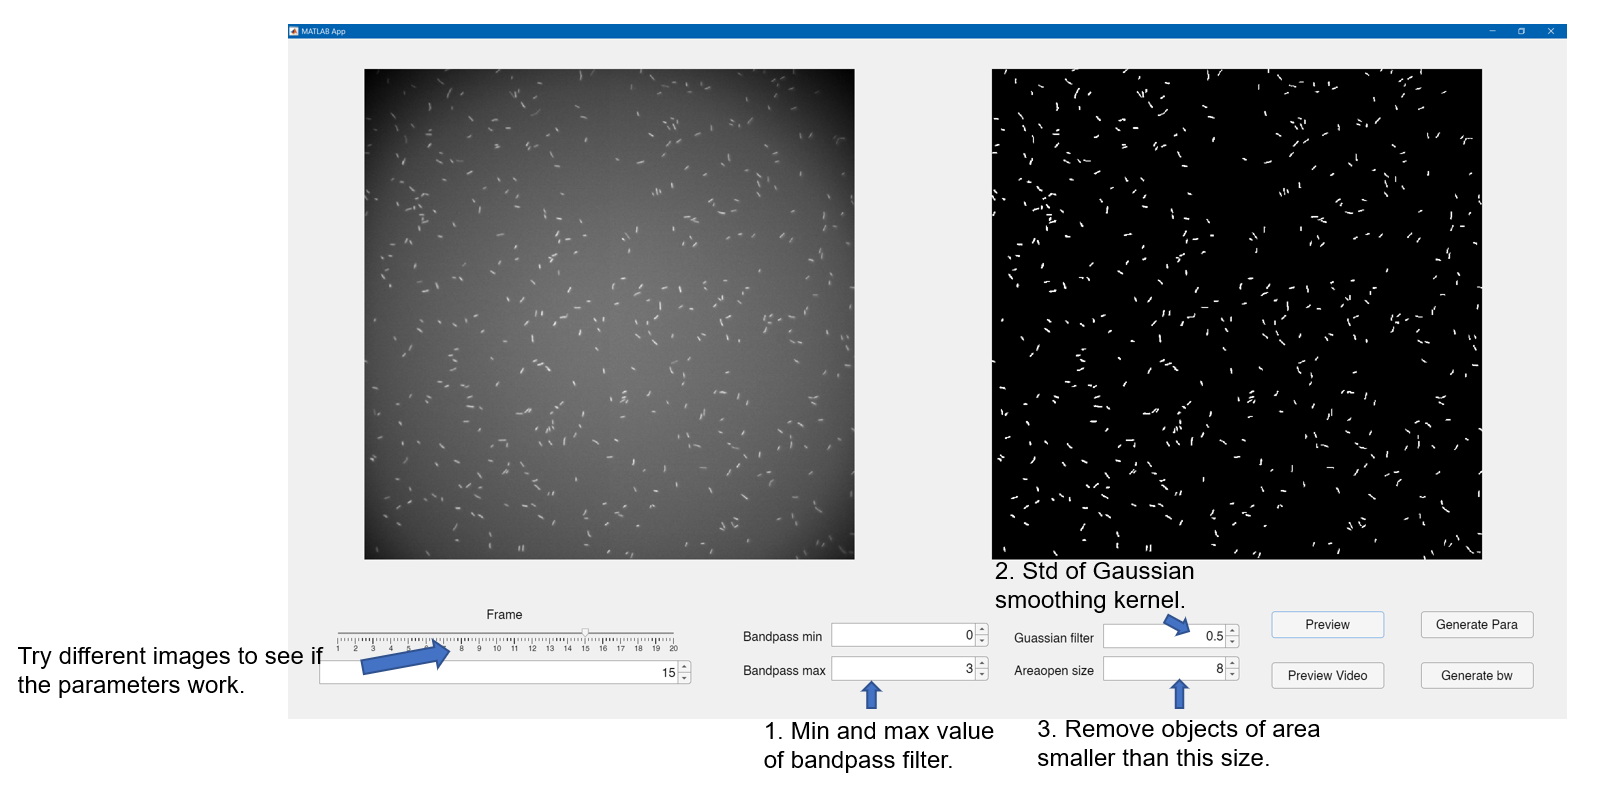 MATLAB App
2. Std of Gaussian
smoothing kernel.
Frame
1 2 3 4 5 6 7 8 9 10 11 12 13 14 15 16 17 18 19 20
15
Try different images to see if
the parameters work.
Bandpass min 0
Bandpass max 3
Guassian filter 0.5
Areaopen size 8
Preview
Generate Para
Preview Video
Generate bw
1. Min and max value
of bandpass filter.
3. Remove objects of area
smaller than this size.